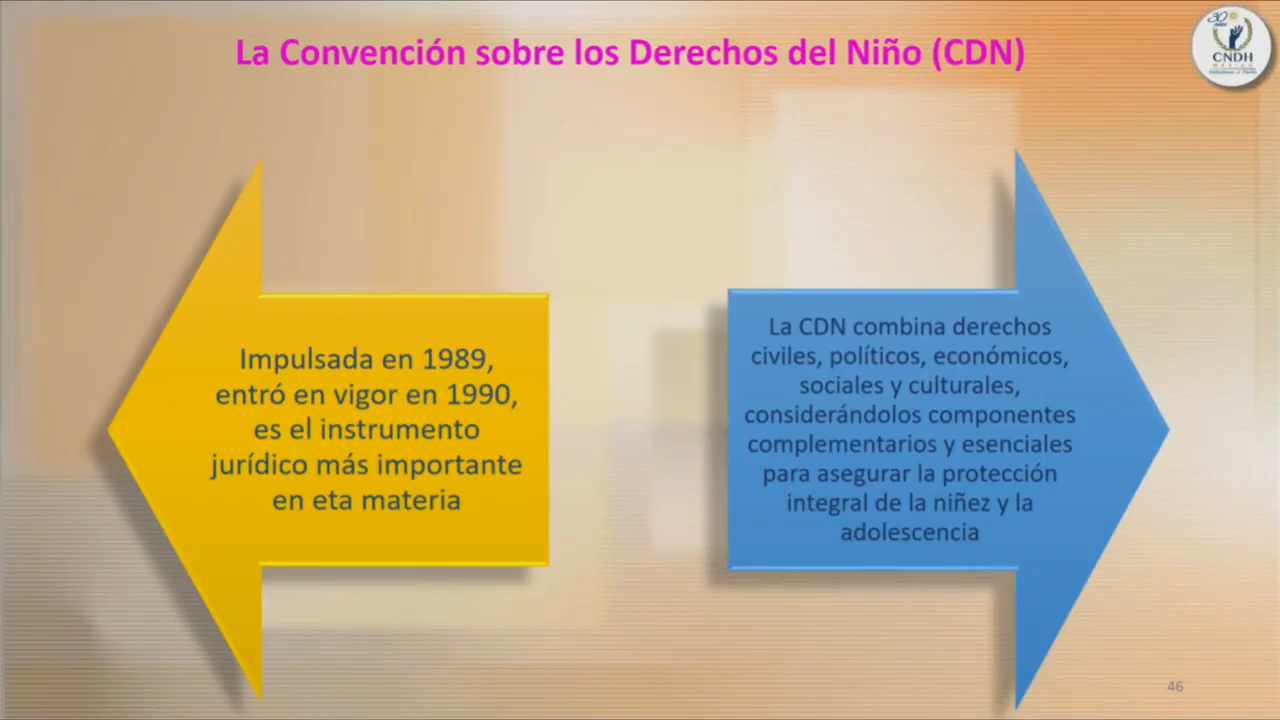 La Convención sobre los Derechos del Niño (CDN)
30
CNDH
MÉXICO
Impulsada en 1989,
entró en vigor en 1990,
es el instrumento
jurídico más importante
en eta materia
La CDN combina derechos
civiles, políticos, económicos,
sociales y culturales,
considerándolos componentes
complementarios y esenciales
para asegurar la protección
integral de la niñez y la
adolescencia
46